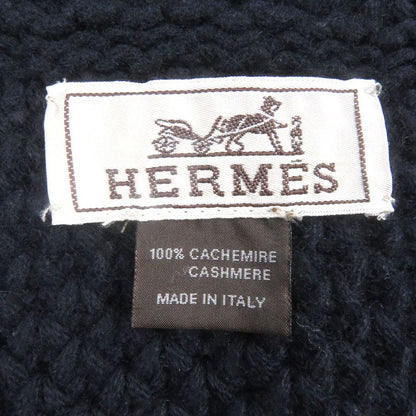 HERMÈS
100% CACHEMIRE
CASHMERE
MADE IN ITALY